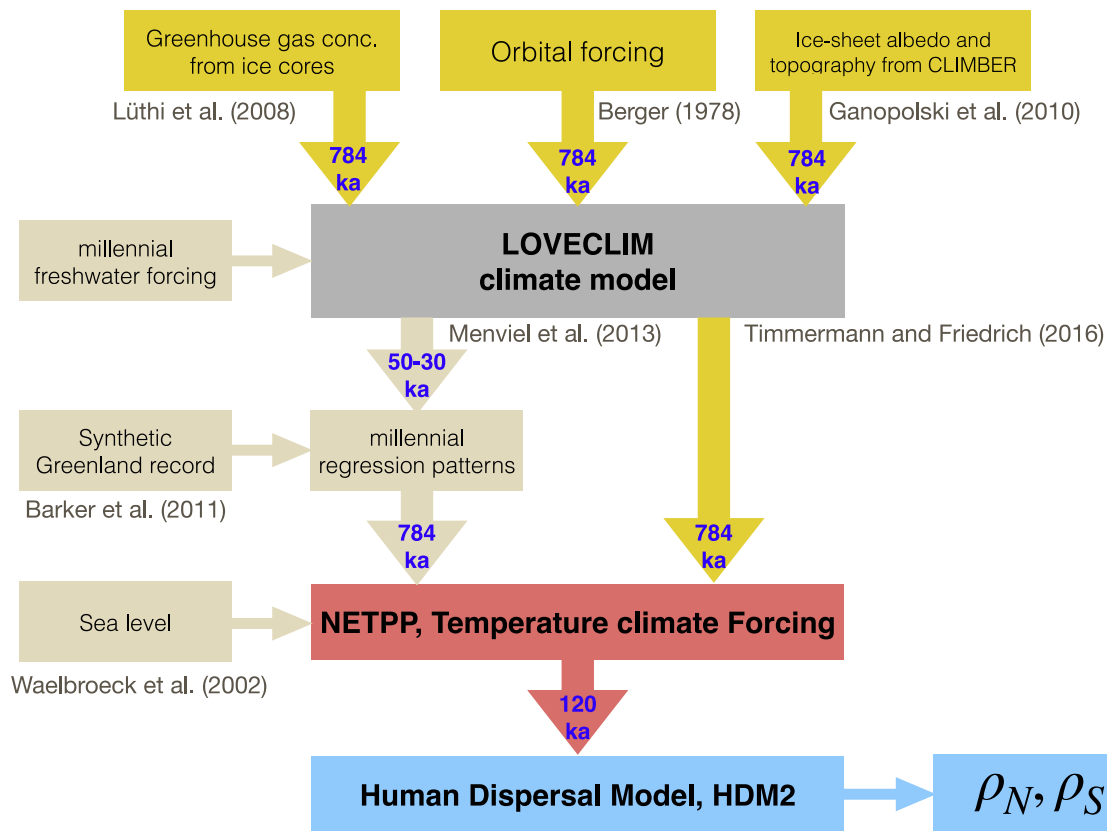 Greenhouse gas conc.
from ice cores
Orbital forcing
Ice-sheet albedo and
topography from CLIMBER
Lüthi et al. (2008)
Berger (1978)
Ganopolski et al. (2010)
784
ka
784
ka
784
ka
millennial
freshwater forcing
LOVECLIM
climate model
Menviel et al. (2013)
Timmermann and Friedrich (2016)
50-30
ka
Synthetic
Greenland record
millennial
regression patterns
Barker et al. (2011)
784
ka
784
ka
Sea level
NETPP, Temperature climate Forcing
Waelbroeck et al. (2002)
120
ka
Human Dispersal Model, HDM2
ρN, ρS